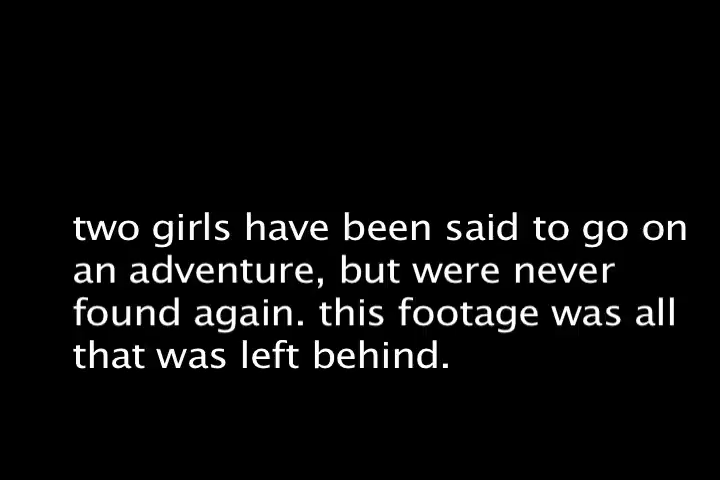 two girls have been said to go on
an adventure, but were never
found again. this footage was all
that was left behind.